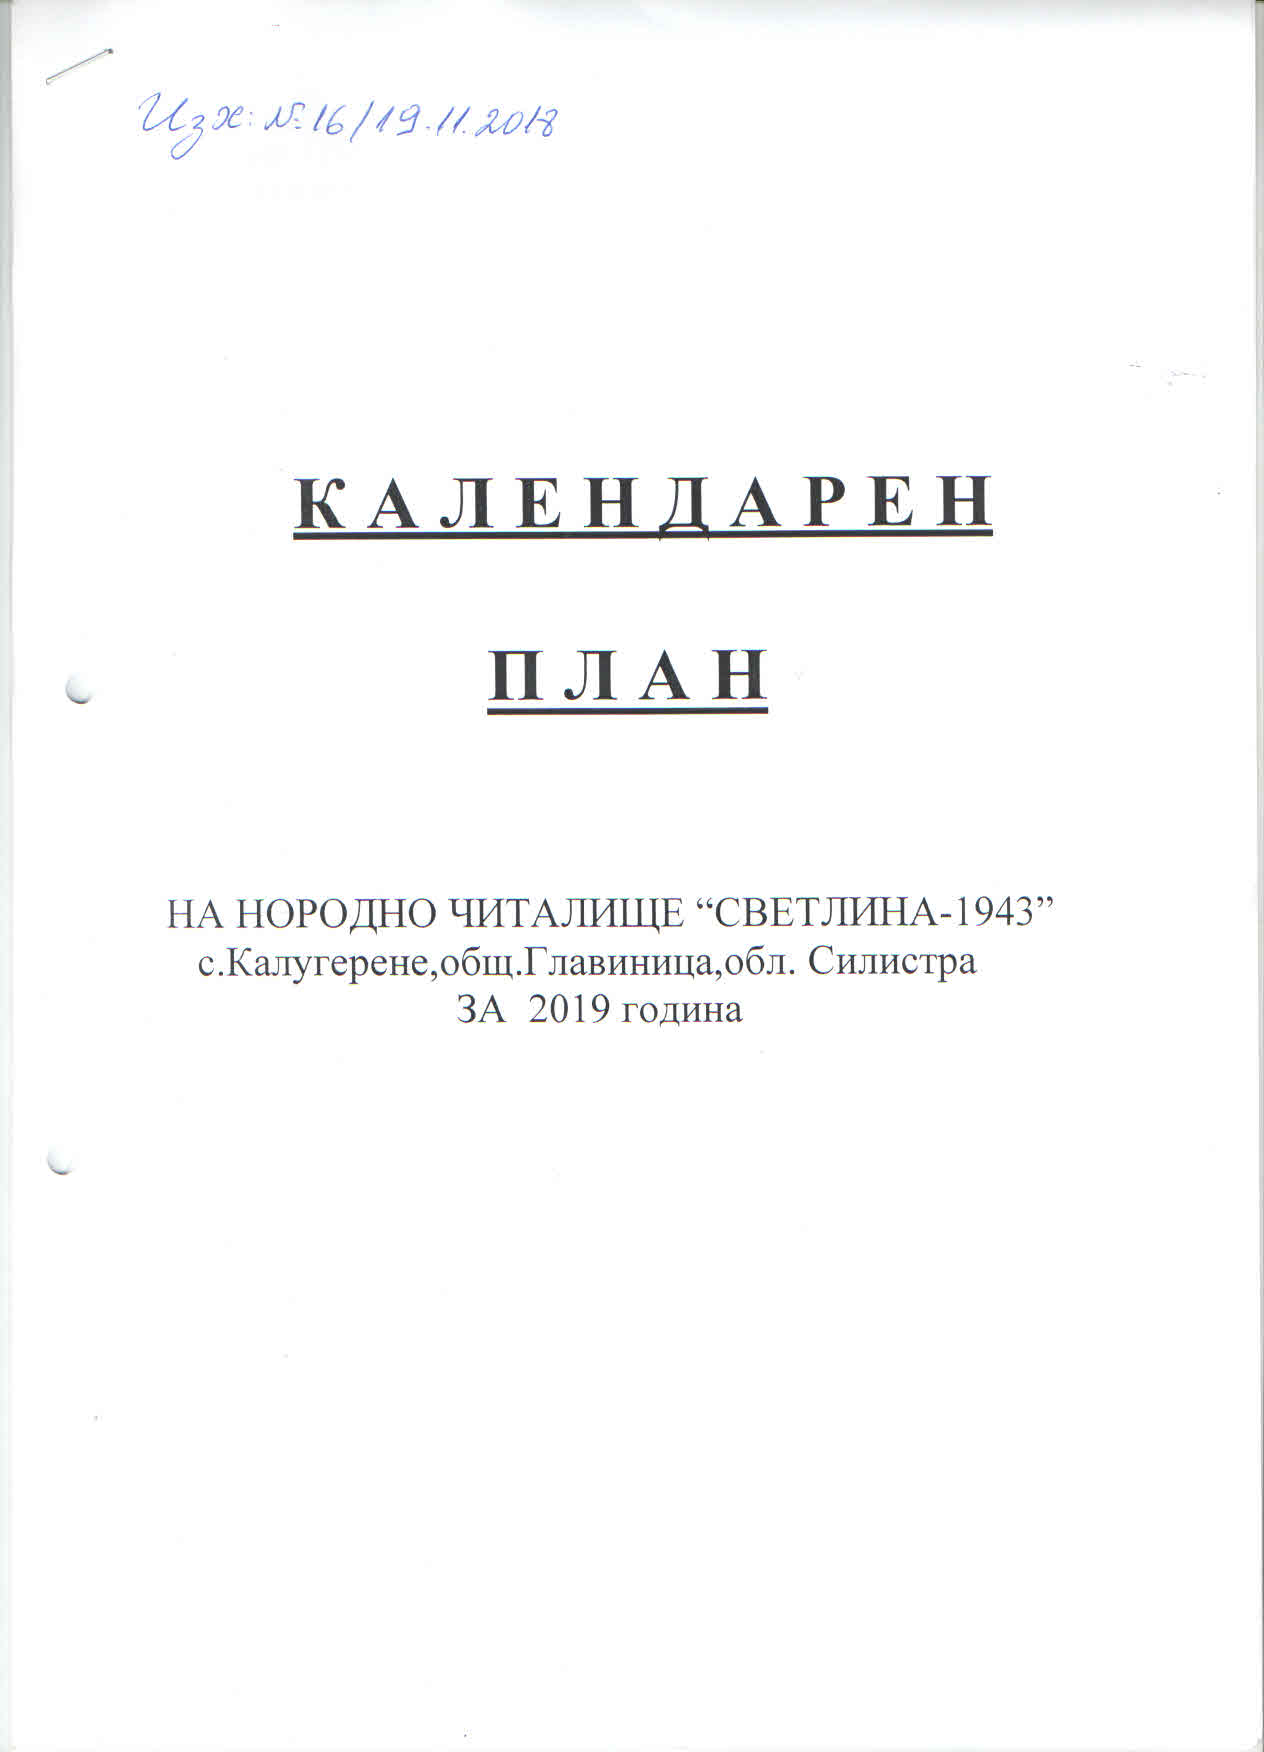 Изх: №16/19.11.2018
К А Л Е Н Д А Р Е Н
П Л А Н
НА НОРОДНО ЧИТАЛИЩЕ “СВЕТЛИНА-1943”
с.Калугерене,общ.Главиница,обл. Силистра
ЗА 2019 година